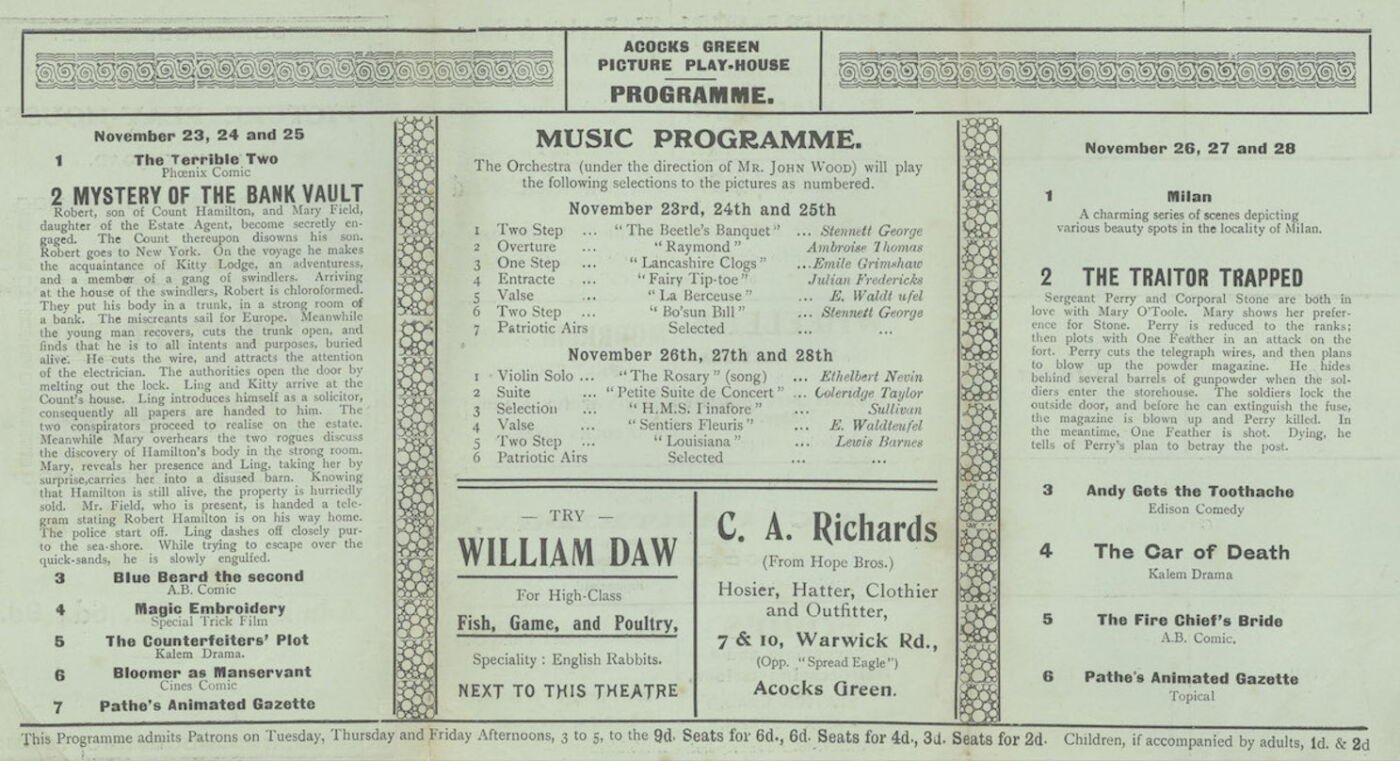 ACOCKS GREEN
PICTURE PLAY-HOUSE
PROGRAMME.
November 23, 24 and 25
1 The Terrible Two
Phœnix Comic
2 MYSTERY OF THE BANK VAULT
Robert, son of Count Hamilton, and Mary Field,
daughter of the Estate Agent, become secretly en-
gaged. The Count thereupon disowns his son.
Robert goes to New York. On the voyage he makes
the acquaintance of Kitty Lodge, an adventuress,
and a member of a gang of swindlers. Arriving
at the house of the swindlers, Robert is chloroformed.
They put his body in a trunk, in a strong room of
a bank. The miscreants sail for Europe. Meanwhile
the young man recovers, cuts the trunk open, and
finds that he is to all intents and purposes, buried
alive. He cuts the wire, and attracts the attention
of the electrician. The authorities open the door by
melting out the lock. Ling and Kitty arrive at the
Count's house. Ling introduces himself as a solicitor,
consequently all papers are handed to him. The
two conspirators proceed to realise on the estate.
Meanwhile Mary overhears the two rogues discuss
the discovery of Hamilton's body in the strong room.
Mary, reveals her presence and Ling, taking her by
surprise,carries her into a disused barn. Knowing
that Hamilton is still alive, the property is hurriedly
sold. Mr. Field, who is present, is handed a tele-
gram stating Robert Hamilton is on his way home.
The police start off. Ling dashes off closely pur-
to the sea-shore. While trying to escape over the
quick-sands, he is slowly engulfed.
3 Blue Beard the second
A.B. Comic
4 Magic Embroidery
Special Trick Film
5 The Counterfeiters' Plot
Kalem Drama.
6 Bloomer as Manservant
Cines Comic
7 Pathe's Animated Gazette
MUSIC PROGRAMME.
The Orchestra (under the direction of MR. JOHN WOOD) will play
the following selections to the pictures as numbered.
November 23rd, 24th and 25th
1 Two Step ... "The Beetle's Banquet" ... Stennett George
2 Overture ... "Raymond" Ambroise Thomas
3 One Step ... "Lancashire Clogs" ...Emile Grimshaw
4 Entracte ... "Fairy Tip-toe" Julian Fredericks
5 Valse ... "La Berceuse" ... E. Waldt ufel
6 Two Step ... "Bo'sun Bill" ... Stennett George
7 Patriotic Airs Selected ... ...
November 26th, 27th and 28th
1 Violin Solo ... "The Rosary" (song) ... Ethelbert Nevin
2 Suite ... "Petite Suite de Concert" ... Coleridge Taylor
3 Selection ... "H.M.S. Pinafore" ... Sullivan
4 Valse ... "Sentiers Fleuris" ... E. Waldteufel
5 Two Step ... "Louisiana" ... Lewis Barnes
6 Patriotic Airs Selected ... ...
— TRY —
WILLIAM DAW
For High-Class
Fish, Game, and Poultry,
Speciality : English Rabbits.
NEXT TO THIS THEATRE
C. A. Richards
(From Hope Bros.)
Hosier, Hatter, Clothier
and Outfitter,
7 & 10, Warwick Rd.,
(Opp. "Spread Eagle")
Acocks Green.
November 26, 27 and 28
1 Milan
A charming series of scenes depicting
various beauty spots in the locality of Milan.
2 THE TRAITOR TRAPPED
Sergeant Perry and Corporal Stone are both in
love with Mary O'Toole. Mary shows her prefer-
ence for Stone. Perry is reduced to the ranks;
then plots with One Feather in an attack on the
fort. Perry cuts the telegraph wires, and then plans
to blow up the powder magazine. He hides
behind several barrels of gunpowder when the sol-
diers enter the storehouse. The soldiers lock the
outside door, and before he can extinguish the fuse,
the magazine is blown up and Perry killed. In
the meantime, One Feather is shot. Dying, he
tells of Perry's plan to betray the post.
3 Andy Gets the Toothache
Edison Comedy
4 The Car of Death
Kalem Drama
5 The Fire Chief's Bride
A.B. Comic.
6 Pathe's Animated Gazette
Topical
This Programme admits Patrons on Tuesday, Thursday and Friday Afternoons, 3 to 5, to the 9d. Seats for 6d., 6d. Seats for 4d., 3d. Seats for 2d. Children, if accompanied by adults, 1d. & 2d